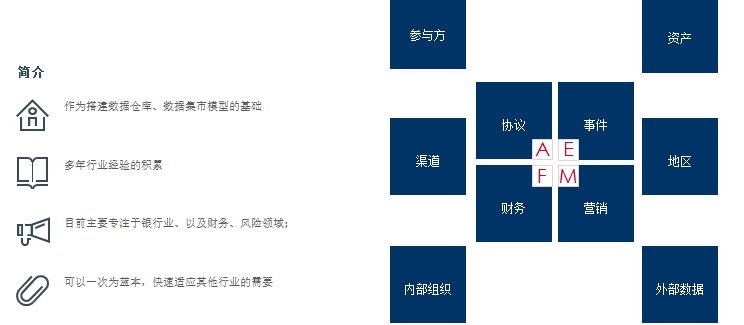 简介
作为搭建数据仓库、数据集市模型的基础
多年行业经验的积累
目前主要专注于银行业、以及财务、风险领域;
可以一次为蓝本，快速适应其他行业的需要
参与方
资产
协议
事件
A E
渠道
地区
F M
财务
营销
内部组织
外部数据